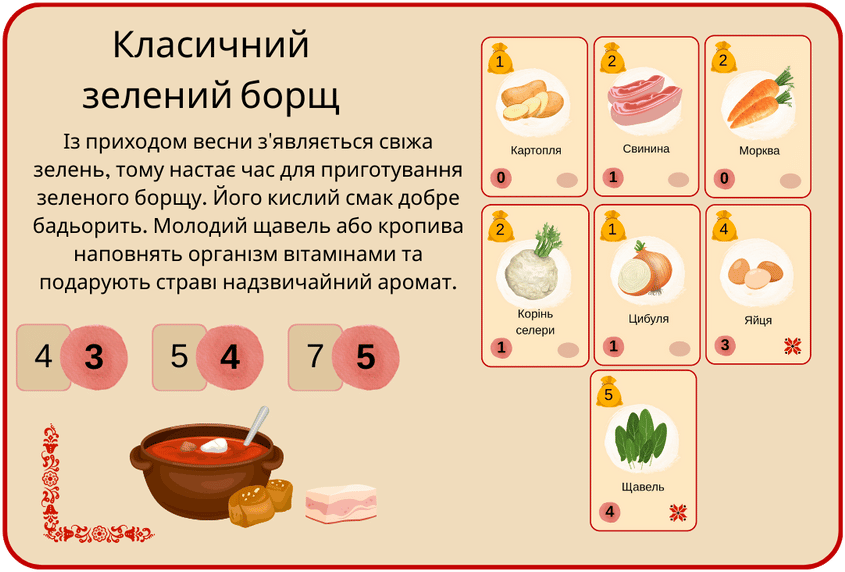 Класичний
зелений борщ
Із приходом весни з'являється свіжа
зелень, тому настає час для приготування
зеленого борщу. Його кислий смак добре
бадьорить. Молодий щавель або кропива
наповнять організм вітамінами та
подарують страві надзвичайний аромат.
4 3 5 4 7 5
1
Картопля
0
2
Свинина
1
2
Морква
0
2
Корінь
селери
1
1
Цибуля
1
4
Яйця
3
5
Щавель
4